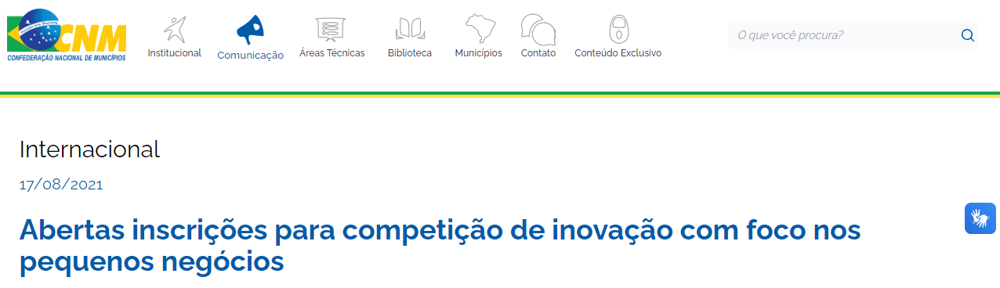 CNM
CONFEDERAÇÃO NACIONAL DE MUNICÍPIOS
Institucional
Comunicação
Áreas Técnicas
Biblioteca
Municípios
Contato
Conteúdo Exclusivo
O que você procura?
Internacional
17/08/2021
Abertas inscrições para competição de inovação com foco nos
pequenos negócios